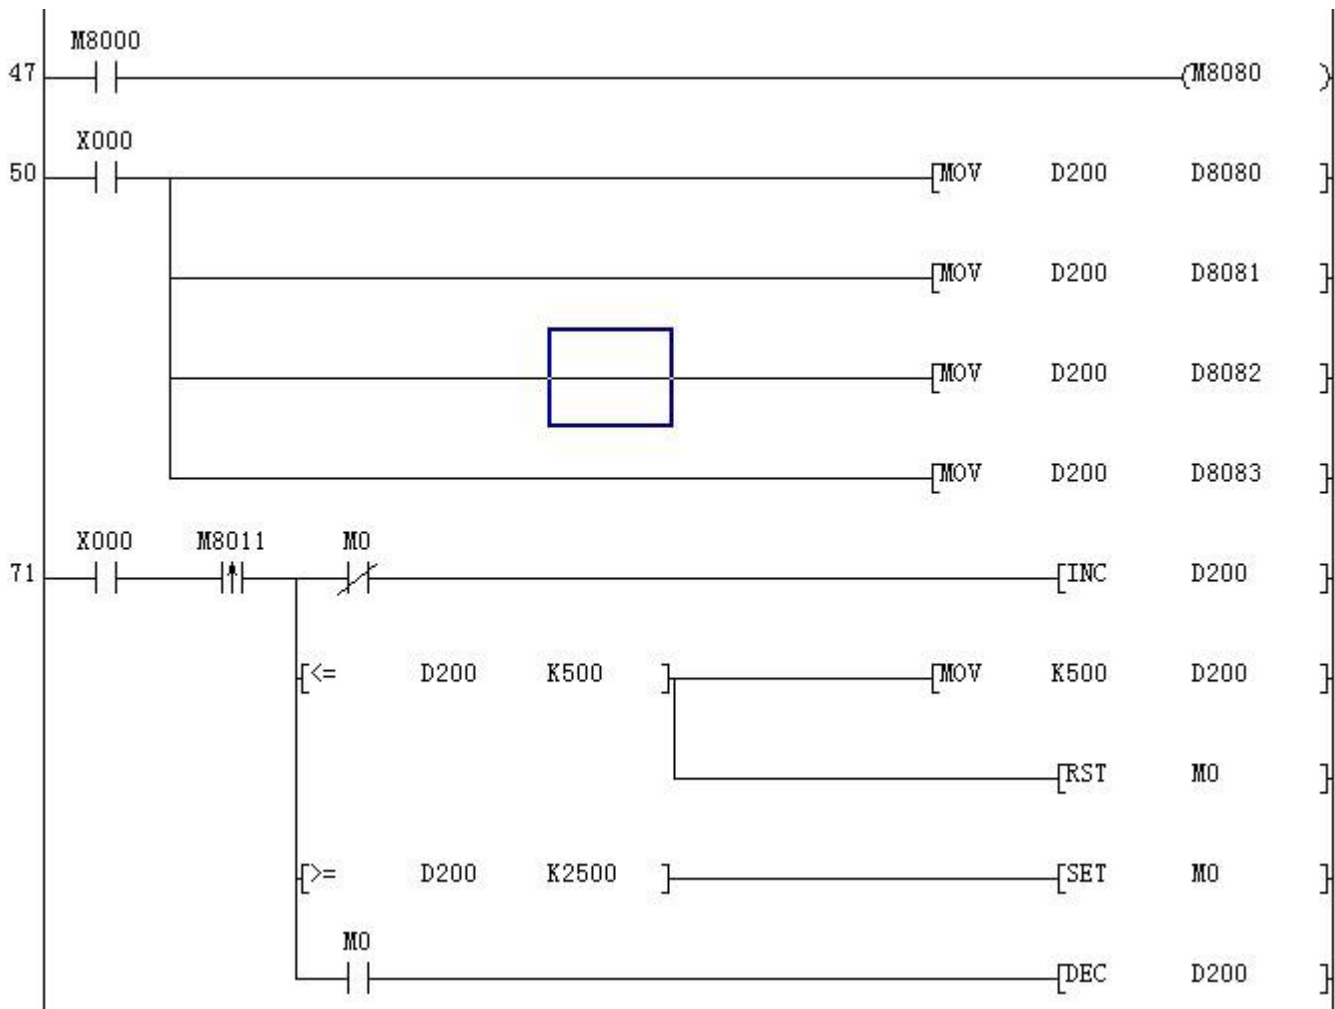 M8000
47 (M8080 )
X000
50 [MOV D200 D8080 ]
[MOV D200 D8081 ]
[MOV D200 D8082 ]
[MOV D200 D8083 ]
X000 M8011 M0
71 [INC D200 ]
[<= D200 K500 ] [MOV K500 D200 ]
[RST M0 ]
[>= D200 K2500 ] [SET M0 ]
M0
[DEC D200 ]